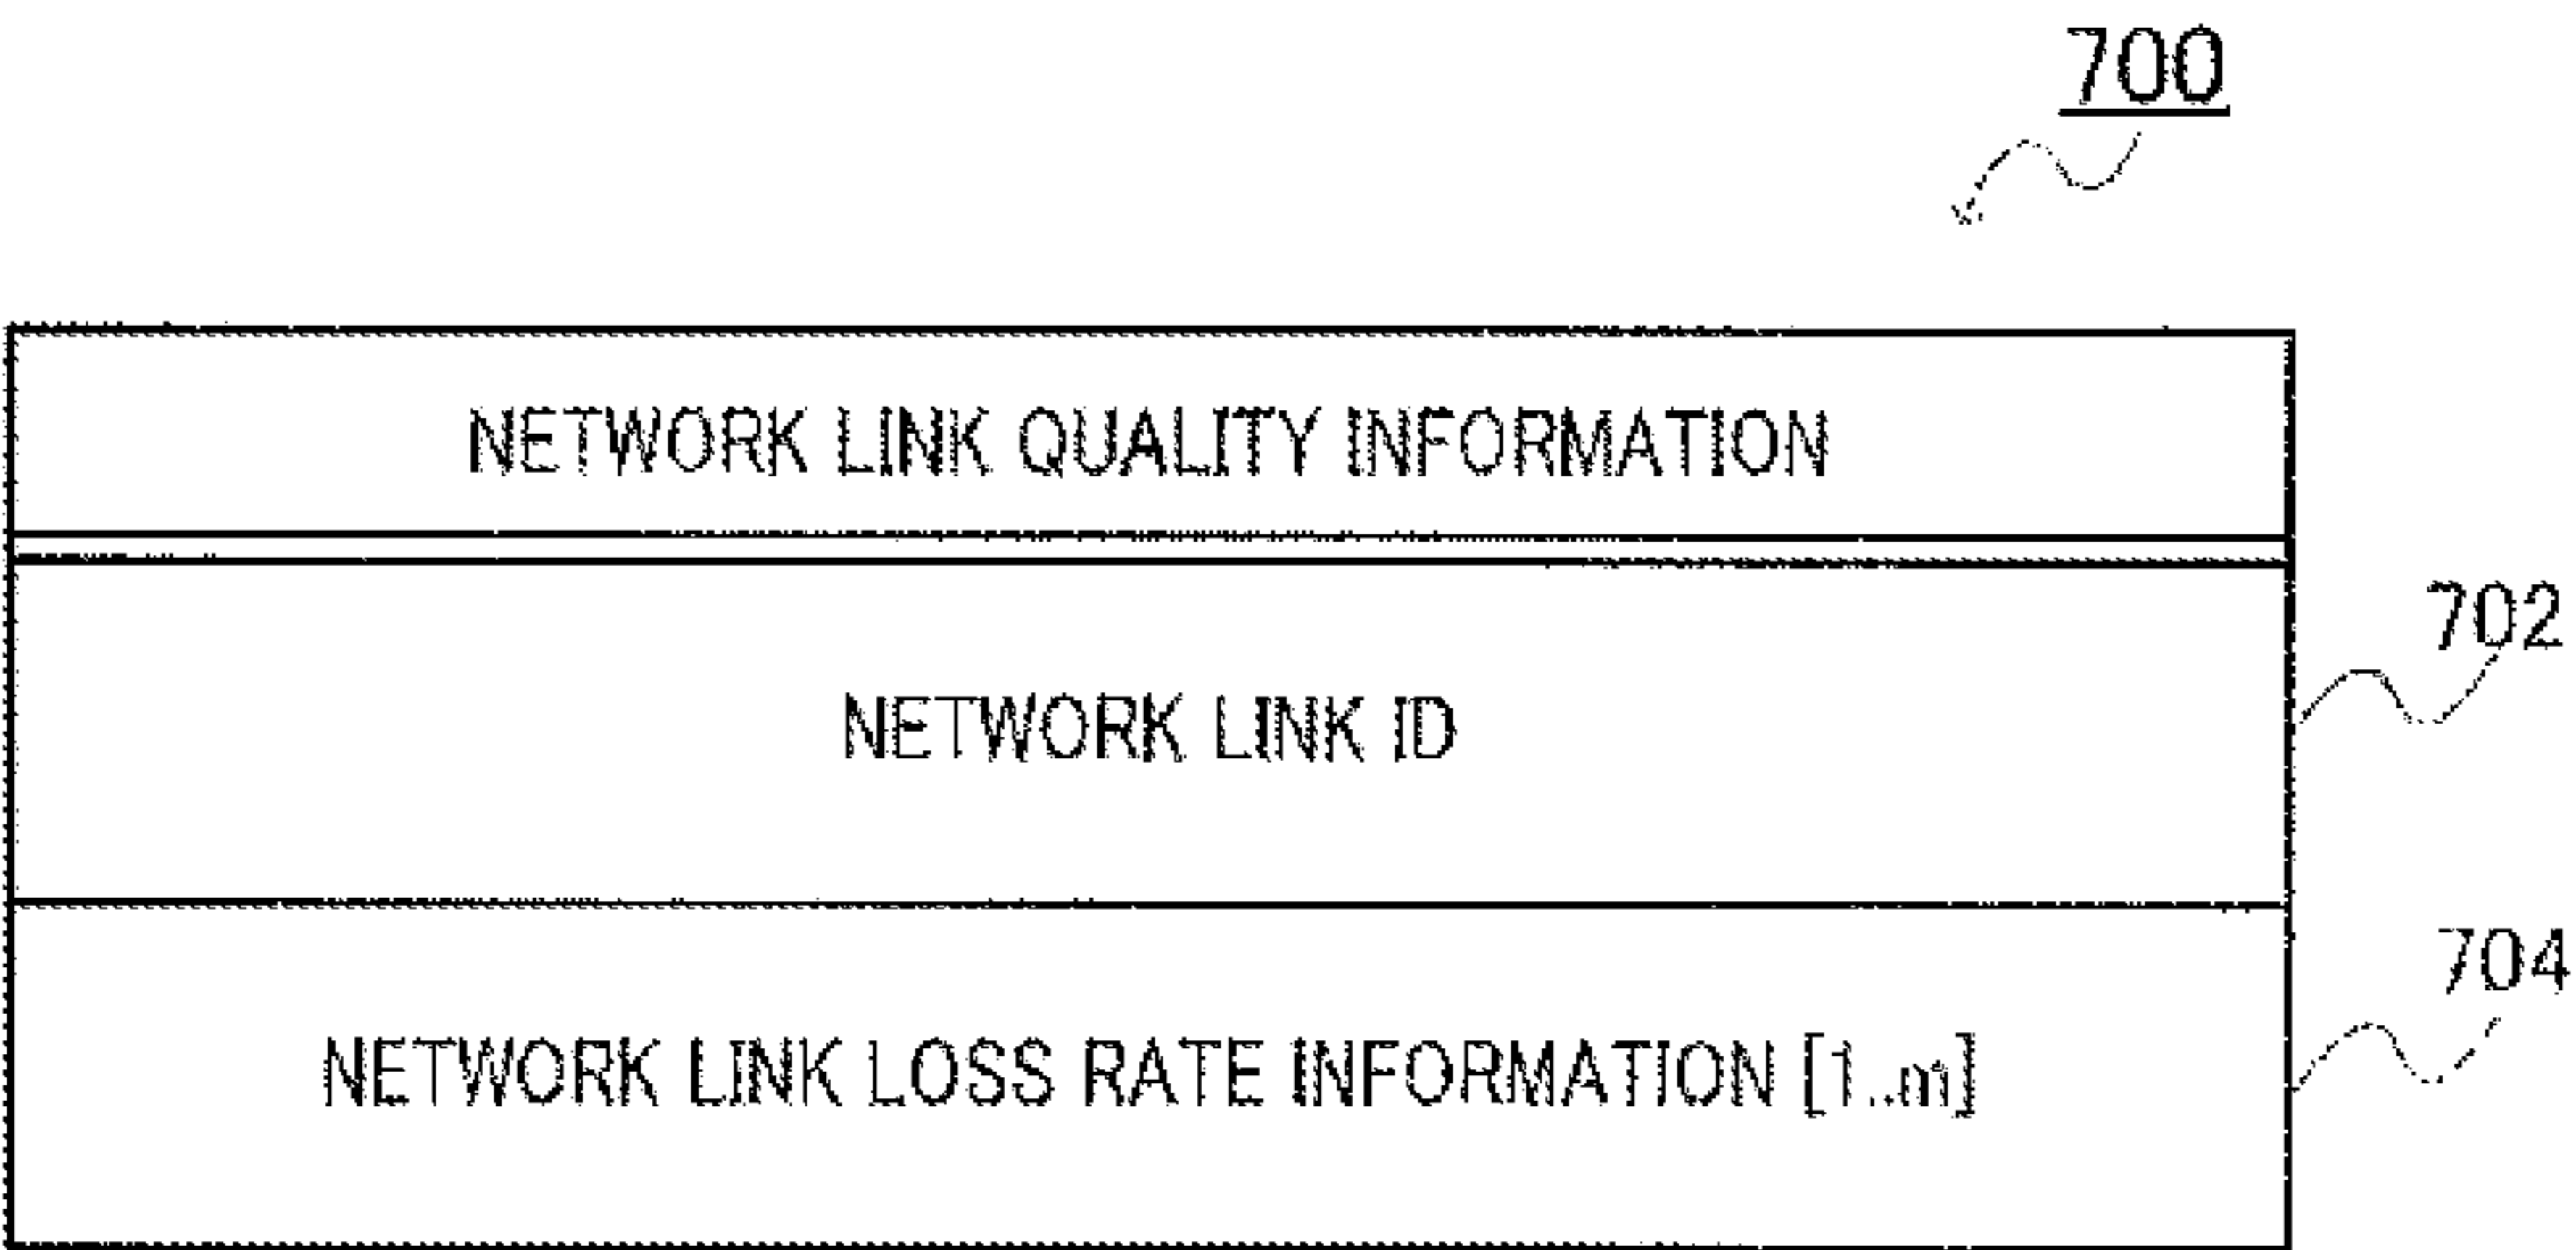 700
NETWORK LINK QUALITY INFORMATION
702
NETWORK LINK ID
704
NETWORK LINK LOSS RATE INFORMATION [1..m]